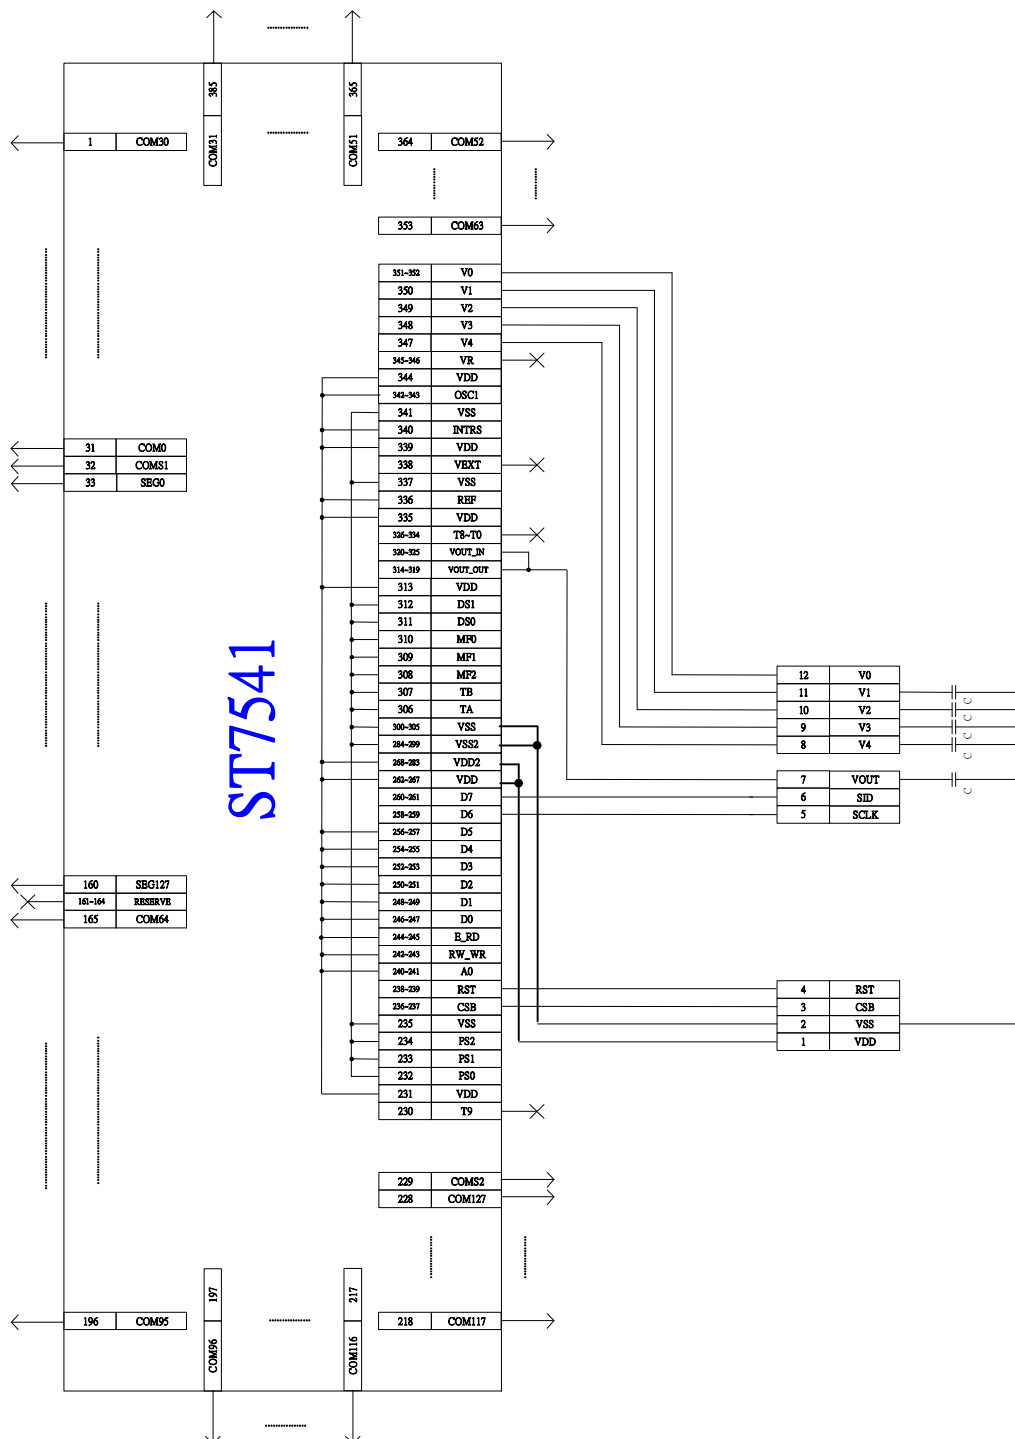 385 365
COM31 COM51
1 COM30
364 COM52
353 COM63
351~352 V0
350 V1
349 V2
348 V3
347 V4
345~346 VR
344 VDD
342~343 OSC1
341 VSS
340 INTRS
339 VDD
338 VEXT
337 VSS
336 REF
335 VDD
326~334 T8~T0
320~325 VOUT_IN
314~319 VOUT_OUT
313 VDD
312 DS1
311 DS0
310 MF0
309 MF1
308 MF2
307 TB
306 TA
300~305 VSS
284~299 VSS2
268~283 VDD2
262~267 VDD
260~261 D7
258~259 D6
256~257 D5
254~255 D4
252~253 D3
250~251 D2
248~249 D1
246~247 D0
244~245 E_RD
242~243 RW_WR
240~241 A0
238~239 RST
236~237 CSB
235 VSS
234 PS2
233 PS1
232 PS0
231 VDD
230 T9
31 COM0
32 COMS1
33 SEG0
ST7541
160 SEG127
161~164 RESERVE
165 COM64
12 V0
11 V1 C
10 V2 C
9 V3 C
8 V4 C
7 VOUT C
6 SID
5 SCLK
4 RST
3 CSB
2 VSS
1 VDD
229 COMS2
228 COM127
218 COM117
196 COM95
197 217
COM96 COM116